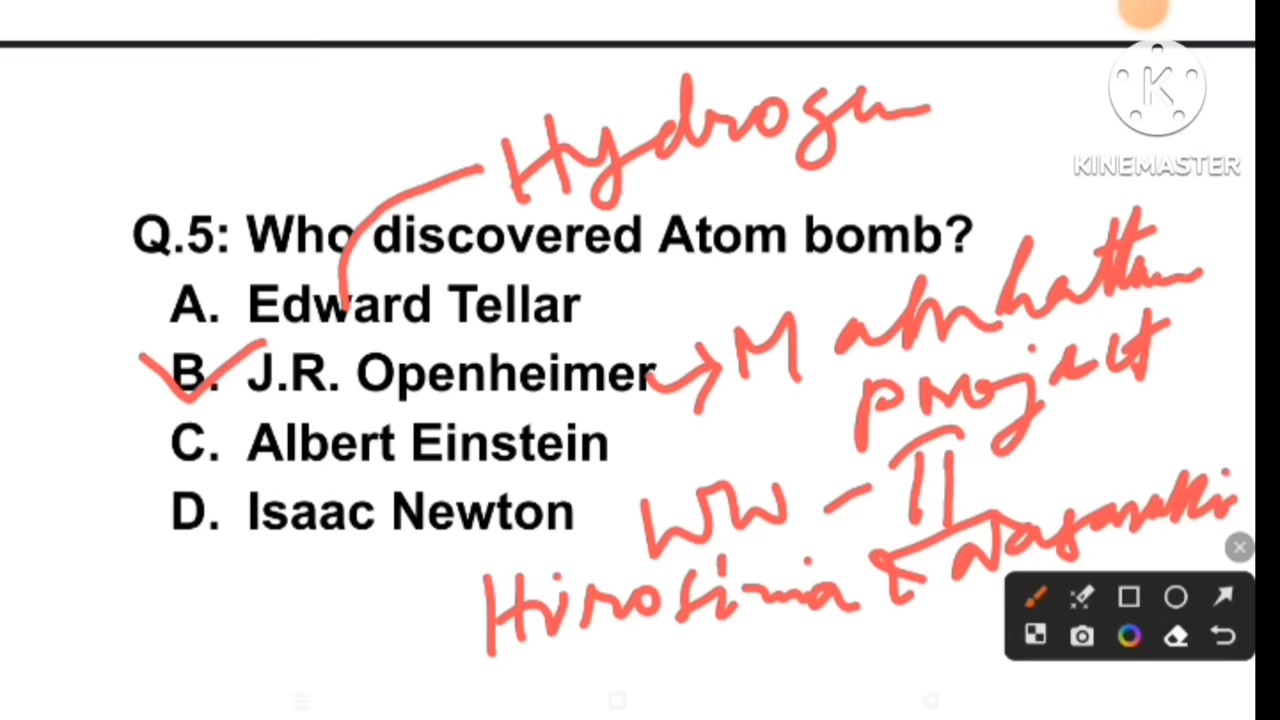 KINEMASTER
Hydrogen
Q.5: Who discovered Atom bomb?
A. Edward Tellar
B. J.R. Openheimer
Manhattan
project
C. Albert Einstein
D. Isaac Newton
WW - II
Hirosima & Nagasaki